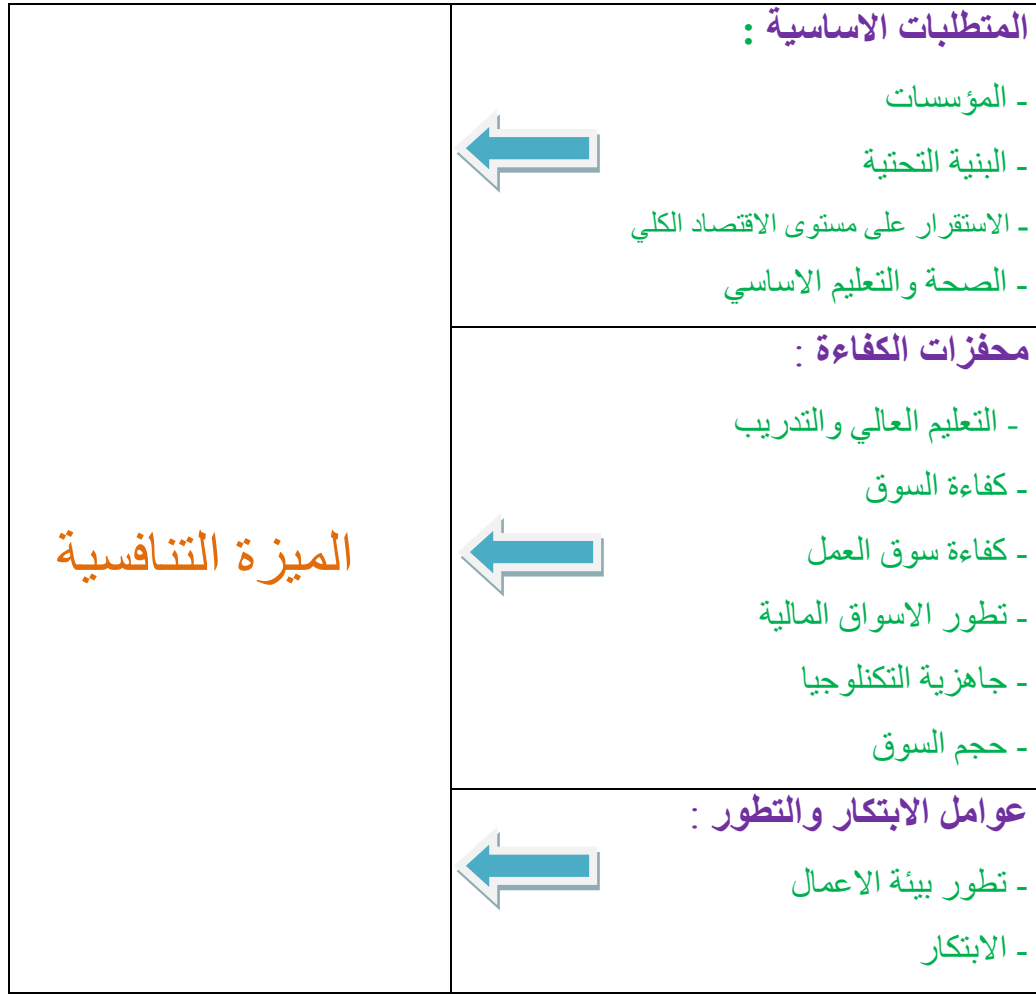 المتطلبات الاساسية :
- المؤسسات
- البنية التحتية
- الاستقرار على مستوى الاقتصاد الكلي
- الصحة والتعليم الاساسي
محفزات الكفاءة :
- التعليم العالي والتدريب
- كفاءة السوق
- كفاءة سوق العمل
- تطور الاسواق المالية
- جاهزية التكنلوجيا
- حجم السوق
عوامل الابتكار والتطور :
- تطور بيئة الاعمال
- الابتكار
الميزة التنافسية